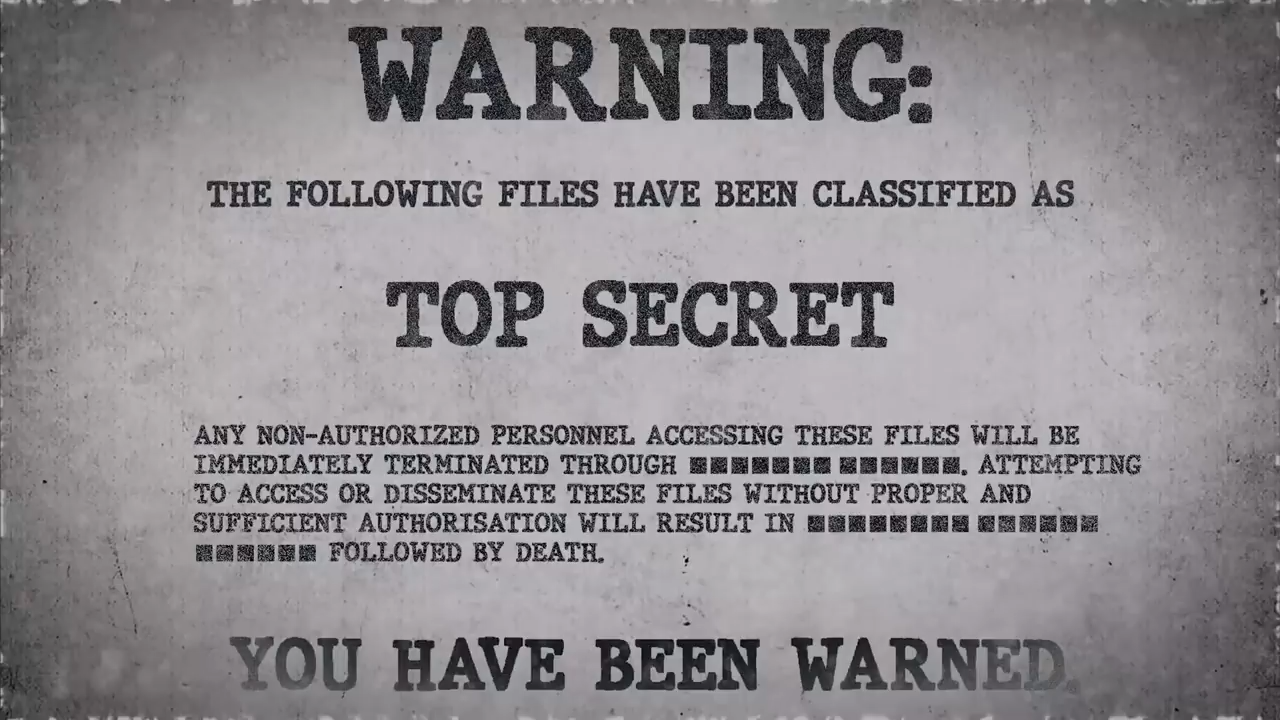 WARNING:
THE FOLLOWING FILES HAVE BEEN CLASSIFIED AS
TOP SECRET
ANY NON-AUTHORIZED PERSONNEL ACCESSING THESE FILES WILL BE
IMMEDIATELY TERMINATED THROUGH ■■■■■■■ ■■■■■■. ATTEMPTING
TO ACCESS OR DISSEMINATE THESE FILES WITHOUT PROPER AND
SUFFICIENT AUTHORISATION WILL RESULT IN ■■■■■■■■ ■■■■■■
■■■■■■ FOLLOWED BY DEATH.
YOU HAVE BEEN WARNED.